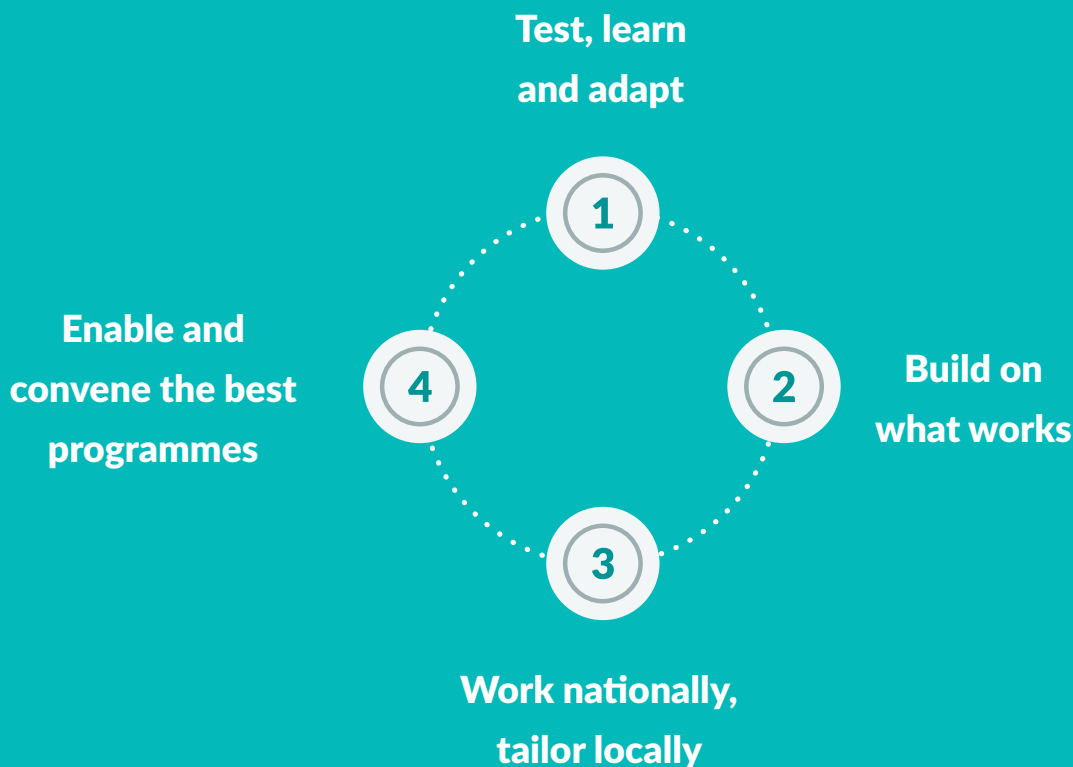 Test, learn
and adapt
1
Enable and
convene the best
programmes
4
2
Build on
what works
3
Work nationally,
tailor locally